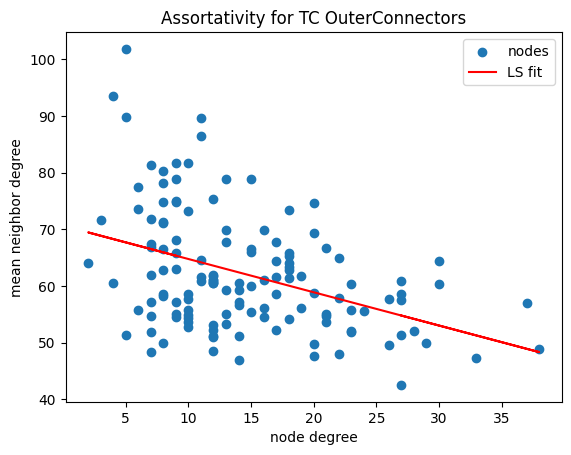 Assortativity for TC OuterConnectors
nodes
LS fit
mean neighbor degree
100
90
80
70
60
50
40
5
10
15
20
25
30
35
node degree